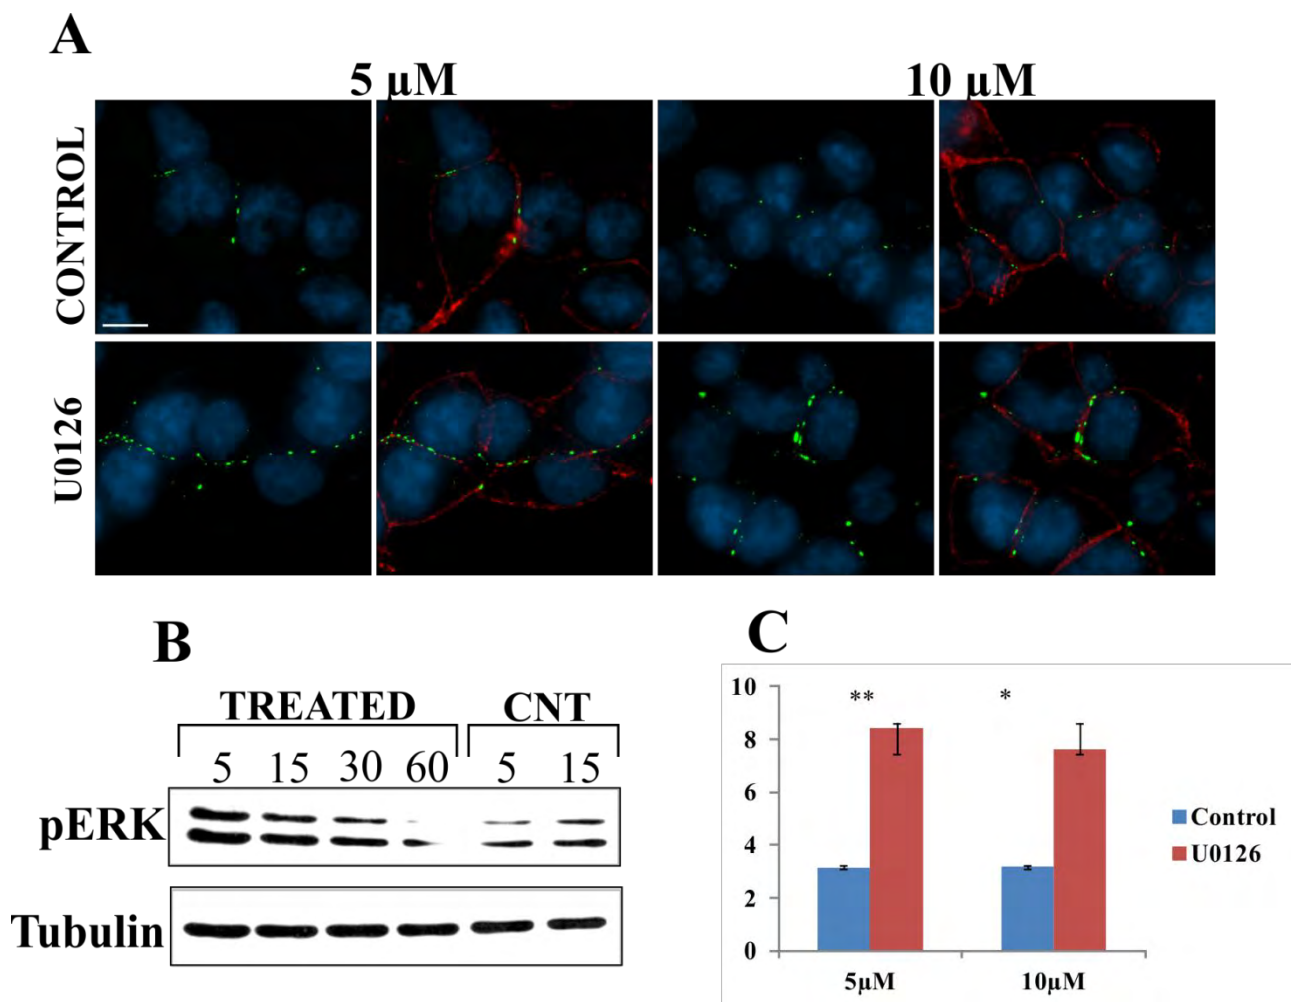 A
5 μM 10 μM
CONTROL
U0126
B
TREATED CNT
5 15 30 60 5 15
pERK
Tubulin
C
10
8
6
4
2
0
** *
5μM 10μM
Control
U0126